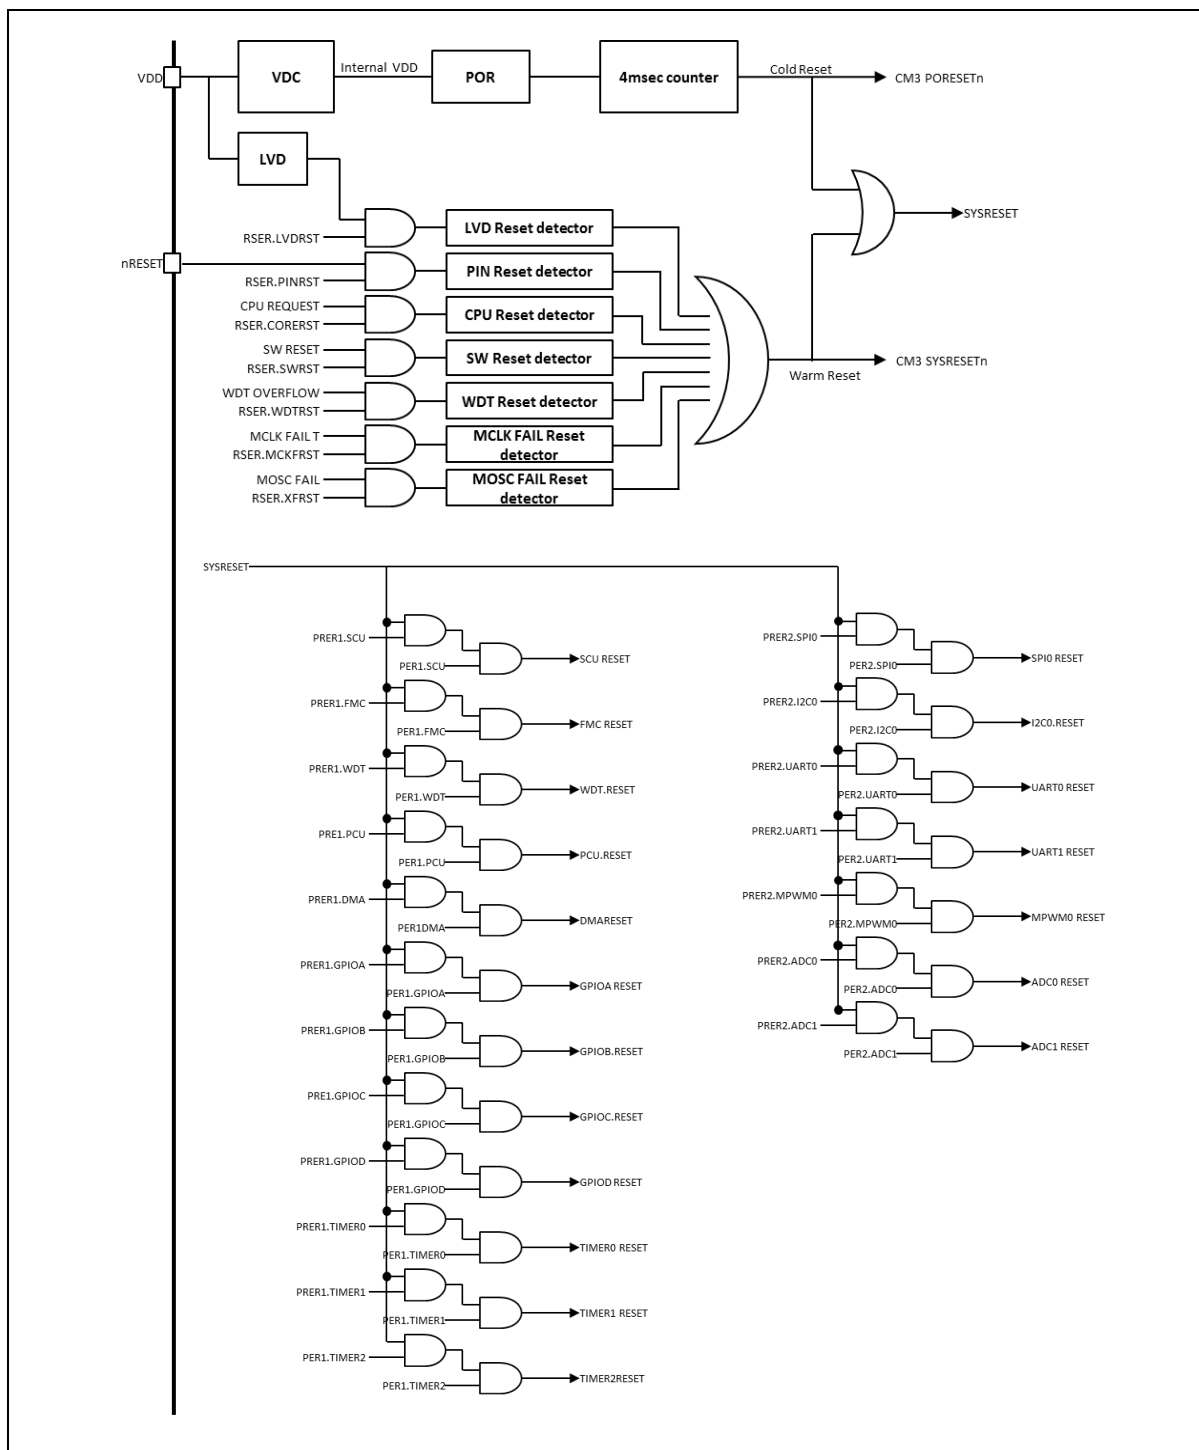 VDD
VDC
Internal VDD
POR
4msec counter
Cold Reset
CM3 PORESETn
LVD
SYSRESET
RSER.LVDRST
LVD Reset detector
nRESET
RSER.PINRST
PIN Reset detector
CPU REQUEST
RSER.CORERST
CPU Reset detector
SW RESET
RSER.SWRST
SW Reset detector
CM3 SYSRESETn
Warm Reset
WDT OVERFLOW
RSER.WDTRST
WDT Reset detector
MCLK FAIL T
RSER.MCKFRST
MCLK FAIL Reset
detector
MOSC FAIL
RSER.XFRST
MOSC FAIL Reset
detector
SYSRESET
PRER1.SCU
PER1.SCU
SCU RESET
PRER1.FMC
PER1.FMC
FMC RESET
PRER1.WDT
PER1.WDT
WDT.RESET
PRE1.PCU
PER1.PCU
PCU.RESET
PRER1.DMA
PER1DMA
DMARESET
PRER1.GPIOA
PER1.GPIOA
GPIOA RESET
PRER1.GPIOB
PER1.GPIOB
GPIOB.RESET
PRE1.GPIOC
PER1.GPIOC
GPIOC.RESET
PRER1.GPIOD
PER1.GPIOD
GPIOD RESET
PRER1.TIMER0
PER1.TIMER0
TIMER0 RESET
PRER1.TIMER1
PER1.TIMER1
TIMER1 RESET
PER1.TIMER2
PER1.TIMER2
TIMER2RESET
PRER2.SPI0
PER2.SPI0
SPI0 RESET
PRER2.I2C0
PER2.I2C0
I2C0.RESET
PRER2.UART0
PER2.UART0
UART0 RESET
PRER2.UART1
PER2.UART1
UART1 RESET
PRER2.MPWM0
PER2.MPWM0
MPWM0 RESET
PRER2.ADC0
PER2.ADC0
ADC0 RESET
PRER2.ADC1
PER2.ADC1
ADC1 RESET